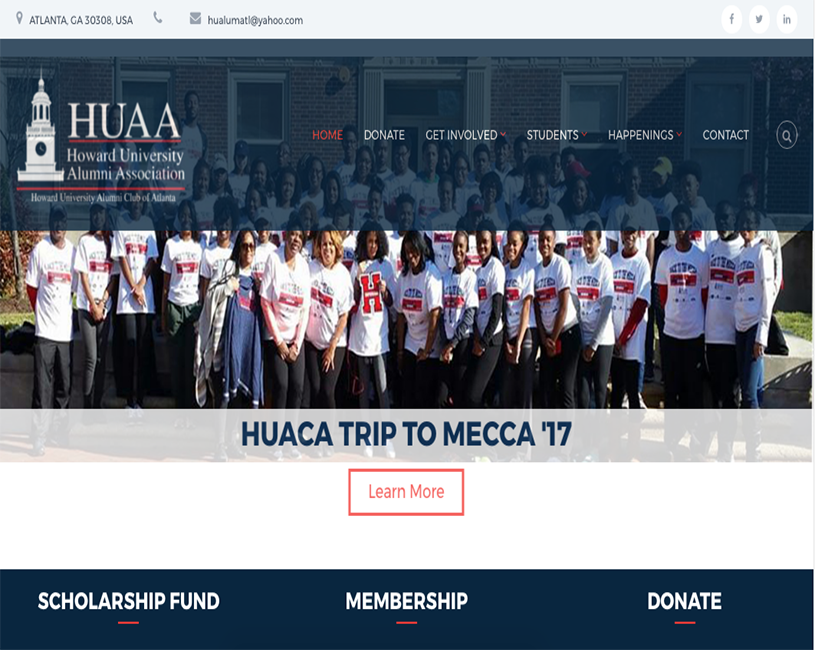 ATLANTA, GA 30308, USA
hualumatl@yahoo.com
HUAA
Howard University
Alumni Association
Howard University Alumni Club of Atlanta
HOME DONATE GET INVOLVED STUDENTS HAPPENINGS CONTACT
H
HUACA TRIP TO MECCA '17
Learn More
SCHOLARSHIP FUND MEMBERSHIP DONATE